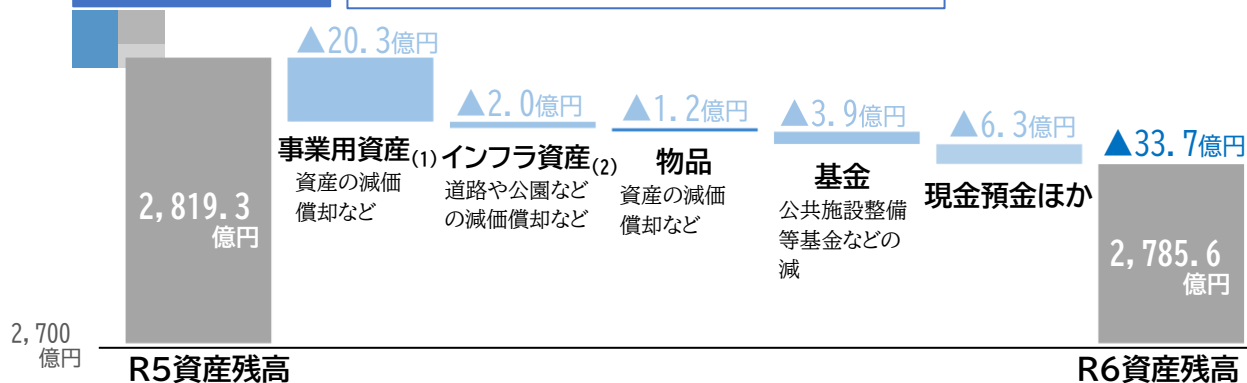 ▲20.3億円
▲2.0億円
▲1.2億円
▲3.9億円
▲6.3億円
▲33.7億円
事業用資産(1)
資産の減価
償却など
インフラ資産(2)
道路や公園など
の減価償却など
物品
資産の減価
償却など
基金
公共施設整備
等基金などの
減
現金預金ほか
2,819.3
億円
2,785.6
億円
2,700
億円
R5資産残高
R6資産残高